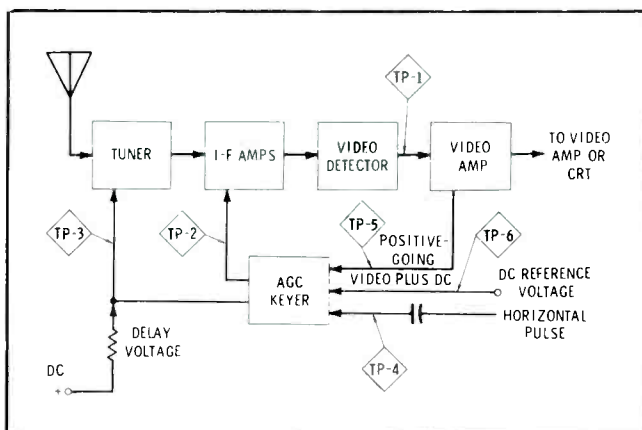 TP-1
TUNER
I-F AMPS
VIDEO
DETECTOR
VIDEO
AMP
TO VIDEO
AMP OR
CRT
TP-3
TP-2
TP-5
TP-6
POSITIVE-
GOING
VIDEO PLUS DC
AGC
KEYER
DC REFERENCE
VOLTAGE
HORIZONTAL
PULSE
DELAY
VOLTAGE
DC
+
TP-4